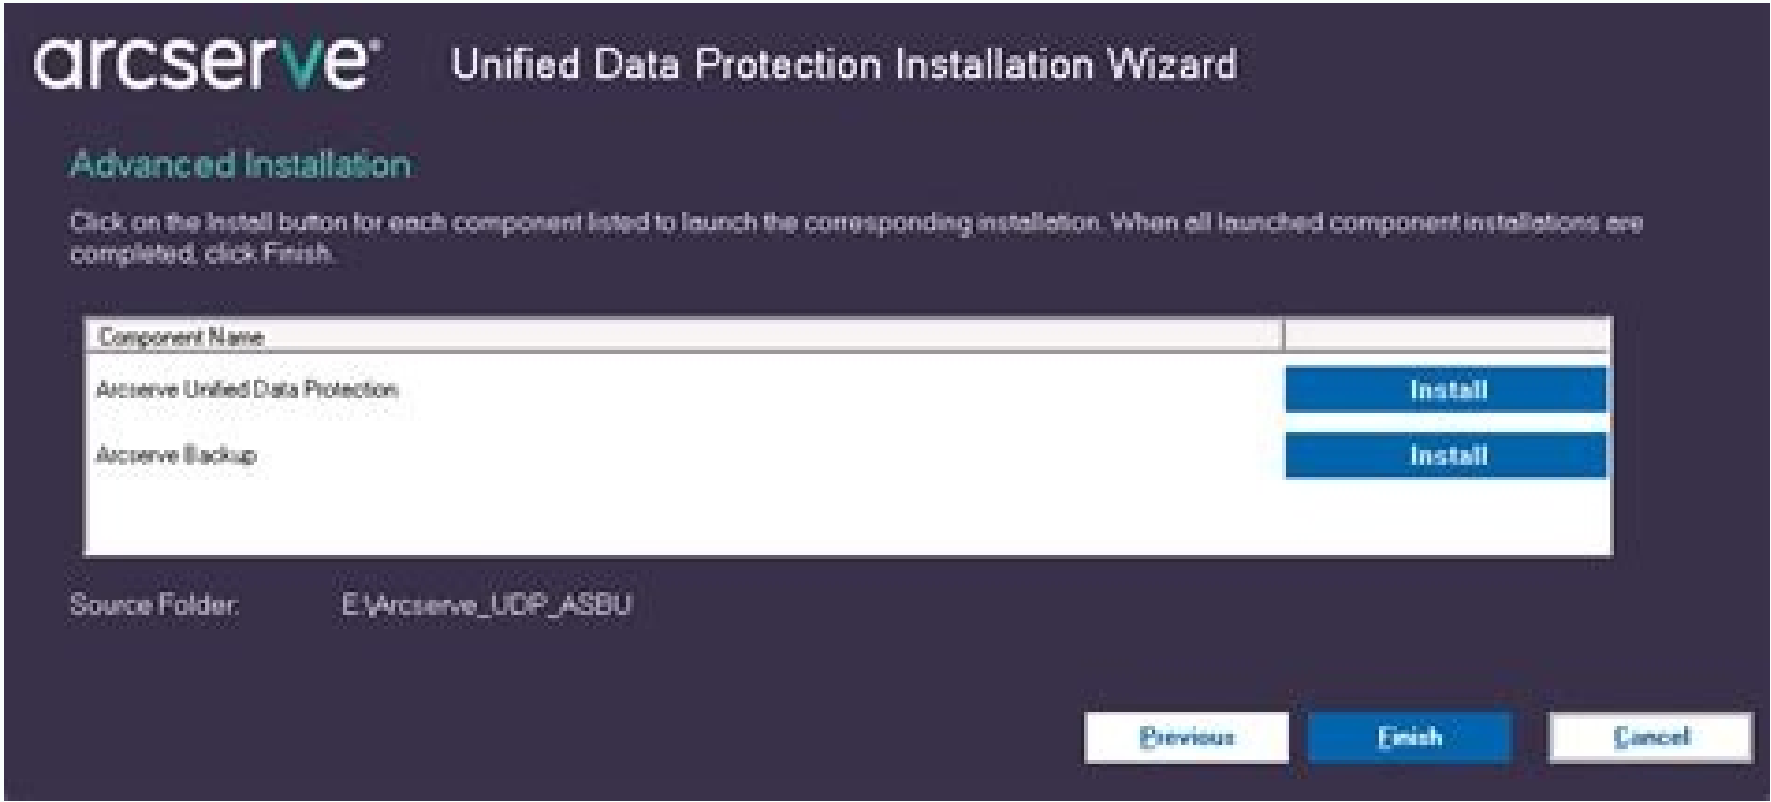 arcserve®
Unified Data Protection Installation Wizard
Advanced Installation
Click on the Install button for each component listed to launch the corresponding installation. When all launched component installations are
completed, click Finish.
Component Name
Arcserve Unified Data Protection
Install
Arcserve Backup
Install
Source Folder:
E:\Arcserve_UDP_ASBU
Previous
Finish
Cancel